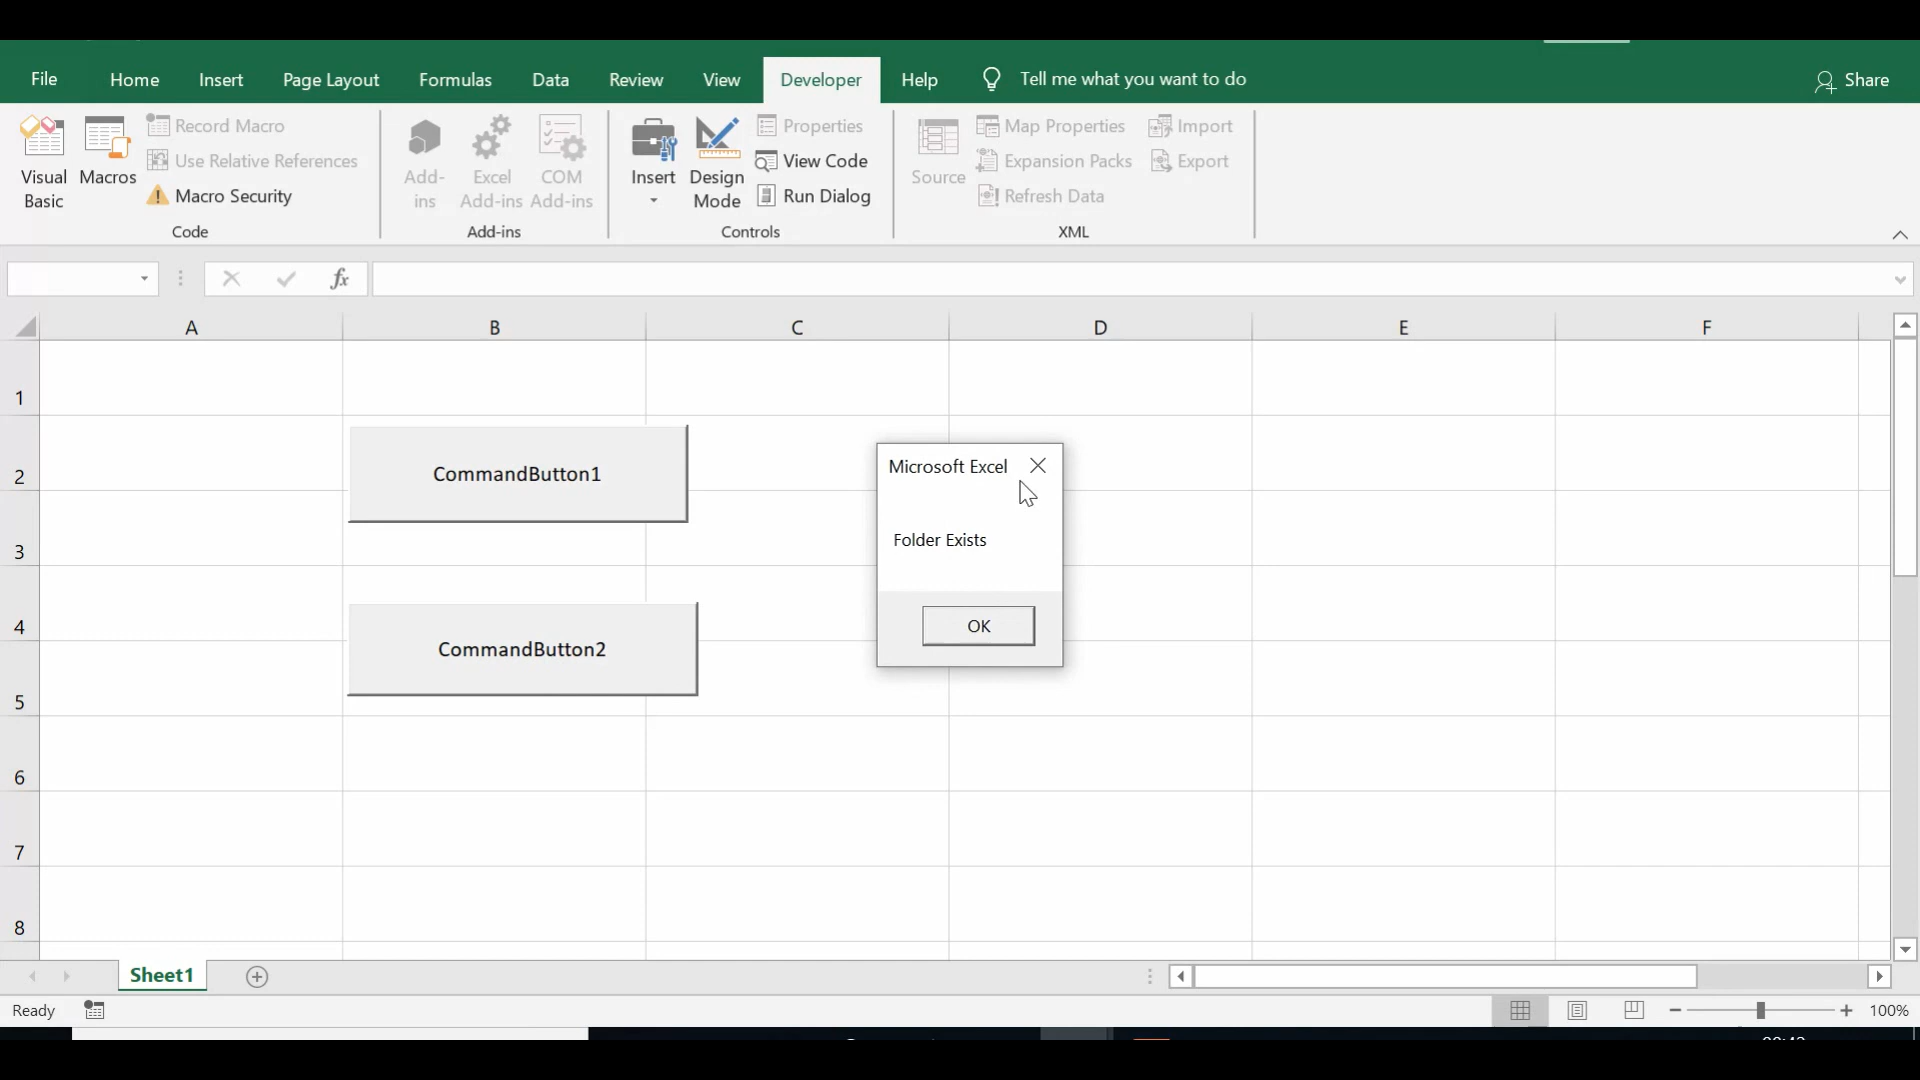 File Home Insert Page Layout Formulas Data Review View Developer Help Tell me what you want to do Share
Visual Basic
Macros
Record Macro
Use Relative References
Macro Security
Code
Add-ins
Excel Add-ins
COM Add-ins
Add-ins
Insert
Design Mode
Properties
View Code
Run Dialog
Controls
Source
Map Properties
Expansion Packs
Refresh Data
Import
Export
XML
fx
A B C D E F
1
2
3
4
5
6
7
8
CommandButton1
CommandButton2
Microsoft Excel
Folder Exists
OK
Sheet1
Ready
100%